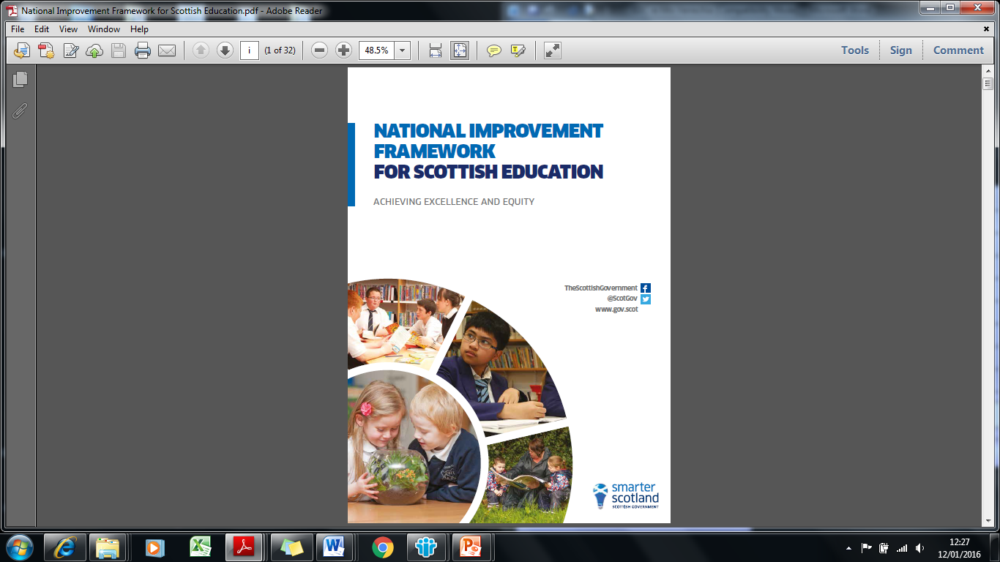 National Improvement Framework for Scottish Education.pdf - Adobe Reader
File Edit View Window Help
i (1 of 32) 48.5% Tools Sign Comment
NATIONAL IMPROVEMENT
FRAMEWORK
FOR SCOTTISH EDUCATION
ACHIEVING EXCELLENCE AND EQUITY
TheScottishGovernment
@ScotGov
www.gov.scot
smarter
scotland
SCOTTISH GOVERNMENT
12:27
12/01/2016